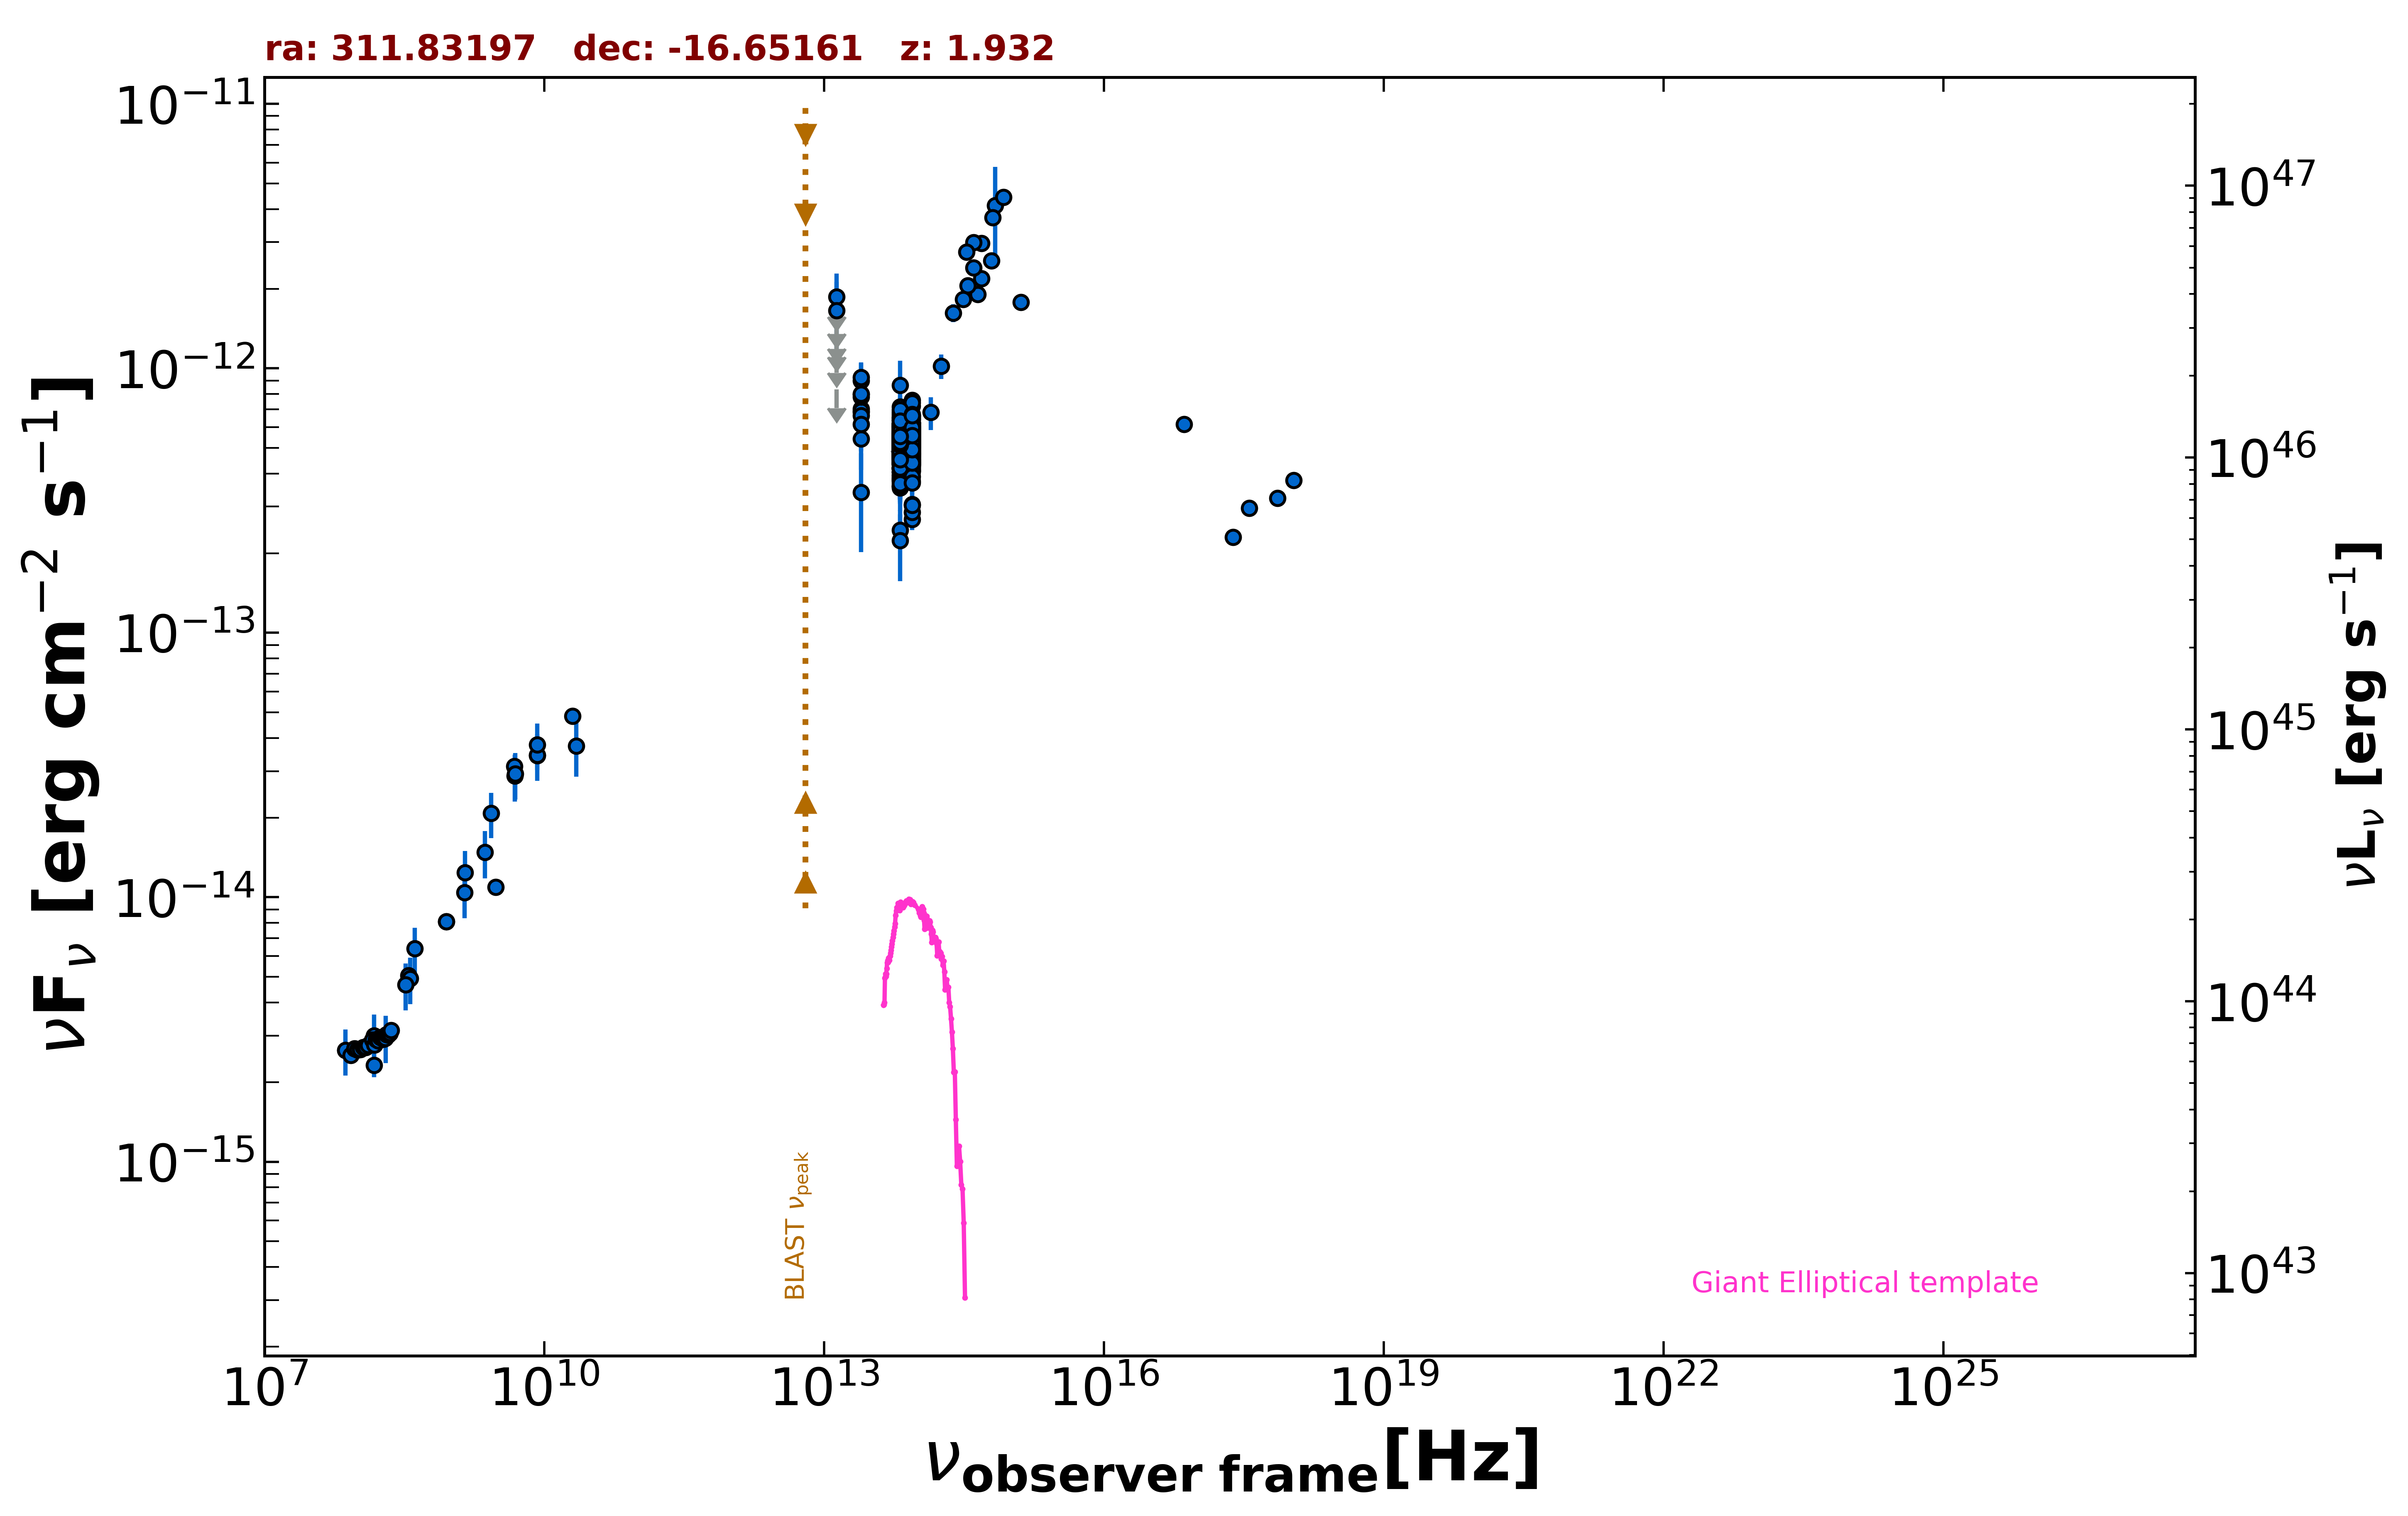 ra: 311.83197   dec: -16.65161   z: 1.932
10^−11
10^−12
10^−13
10^−14
10^−15
νF_ν [erg cm^−2 s^−1]
10^47
10^46
10^45
10^44
10^43
νL_ν [erg s^−1]
BLAST ν_peak
Giant Elliptical template
10^7 10^10 10^13 10^16 10^19 10^22 10^25
ν_observer frame [Hz]